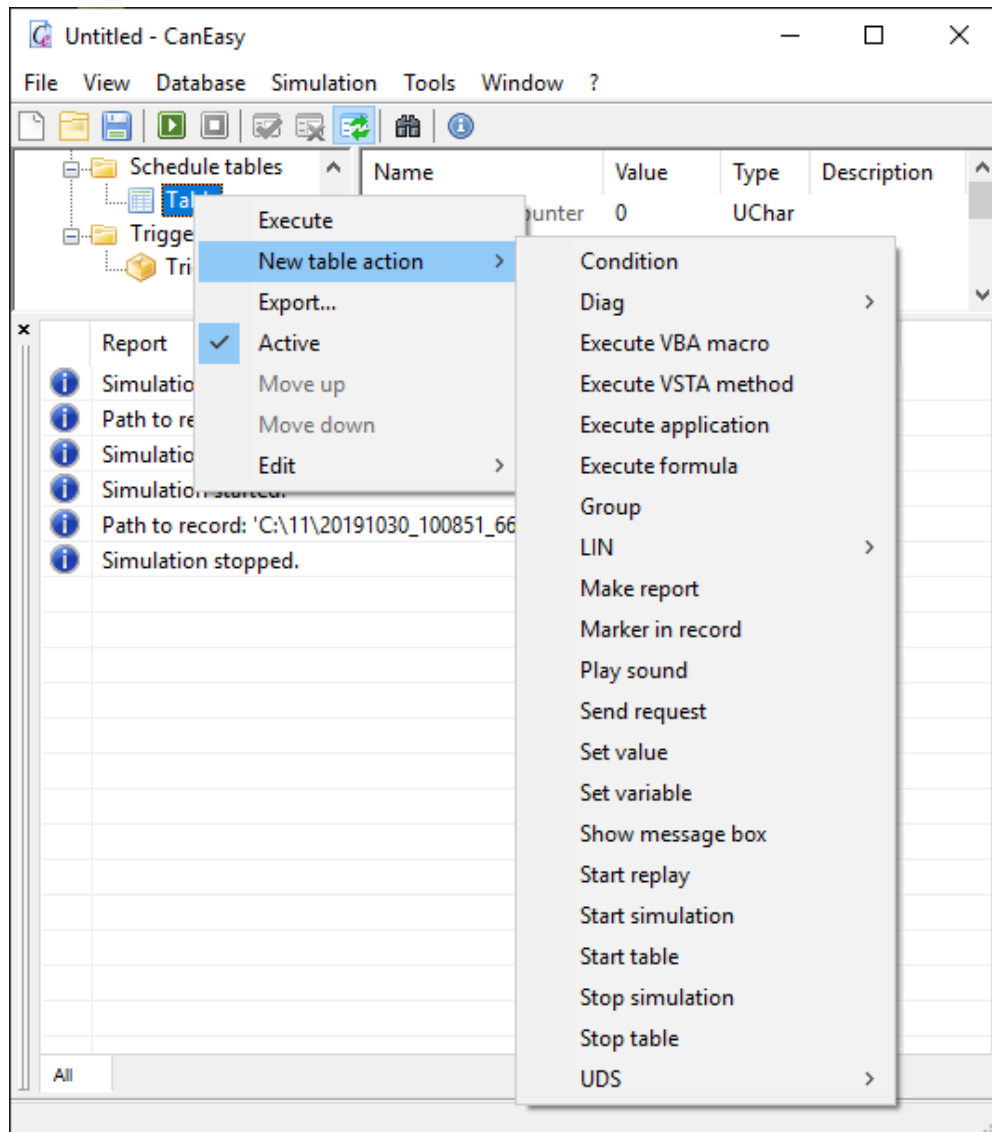 Untitled - CanEasy
File View Database Simulation Tools Window ?
Schedule tables
Name Value Type Description
0 UChar
Execute
New table action
Export...
Active
Move up
Move down
Edit
Condition
Diag
Execute VBA macro
Execute VSTA method
Execute application
Execute formula
Group
LIN
Make report
Marker in record
Play sound
Send request
Set value
Set variable
Show message box
Start replay
Start simulation
Start table
Stop simulation
Stop table
UDS
Report
Simulation started.
Path to record: 'C:\11\20191030_100851_66
Simulation stopped.
All